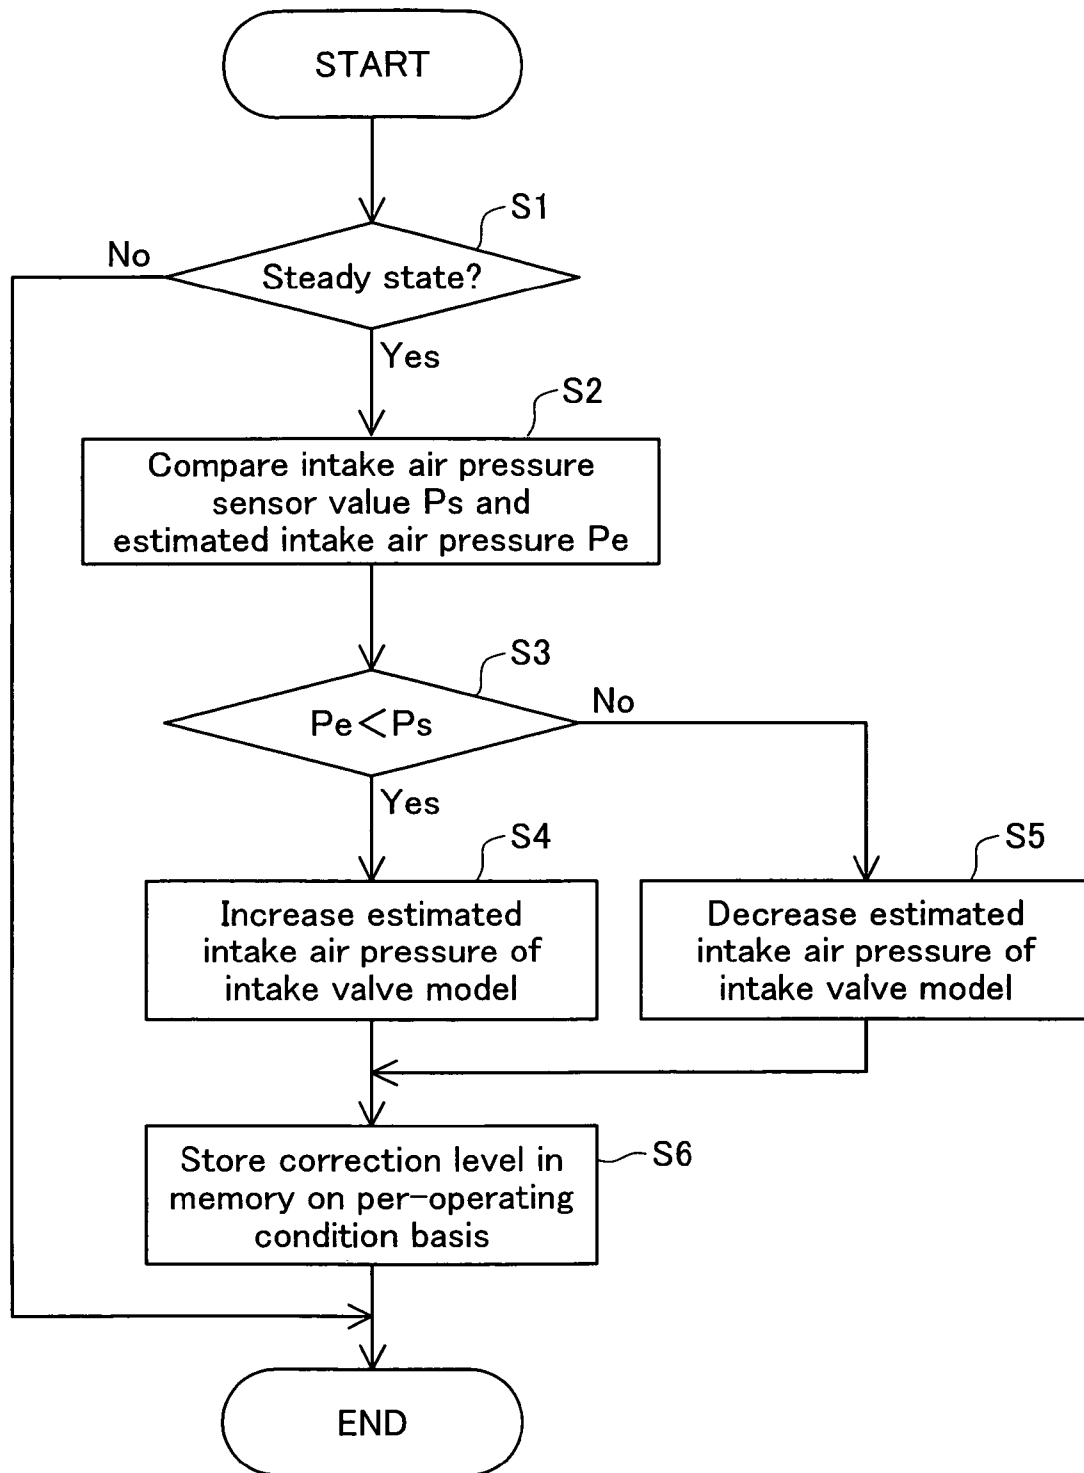 START
S1
No
Steady state?
Yes
S2
Compare intake air pressure
sensor value Ps and
estimated intake air pressure Pe
S3
Pe<Ps
No
Yes
S4
Increase estimated
intake air pressure of
intake valve model
S5
Decrease estimated
intake air pressure of
intake valve model
Store correction level in
memory on per-operating
condition basis
S6
END